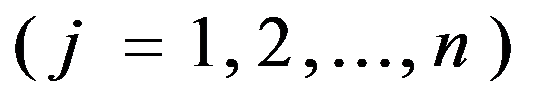 ( j = 1, 2, ..., n )